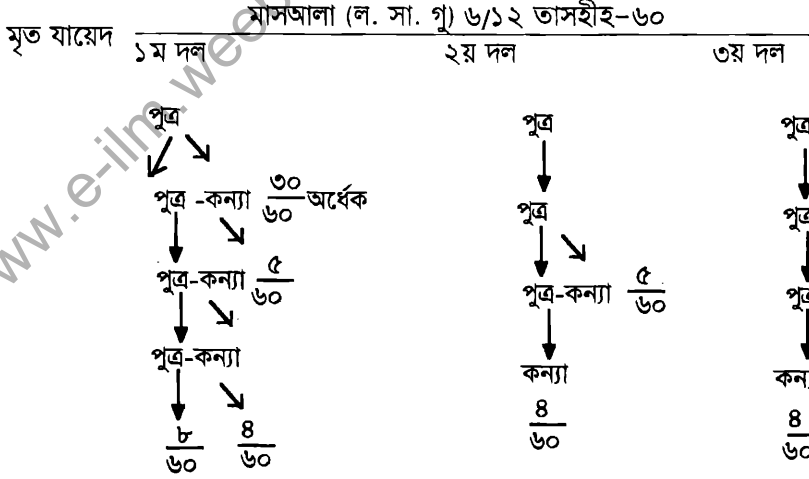 মাসআলা (ল. সা. গু) ৬/১২ তাসহীহ-৬০
মৃত যায়েদ
১ম দল ২য় দল ৩য় দল
পুত্র পুত্র পুত্র
পুত্র -কন্যা ৩০/৬০ অর্ধেক পুত্র পুত্র
পুত্র-কন্যা ৫/৬০ পুত্র-কন্যা ৫/৬০ পুত্র
পুত্র-কন্যা কন্যা
৮/৬০ ৪/৬০ ৪/৬০ ৪/৬০